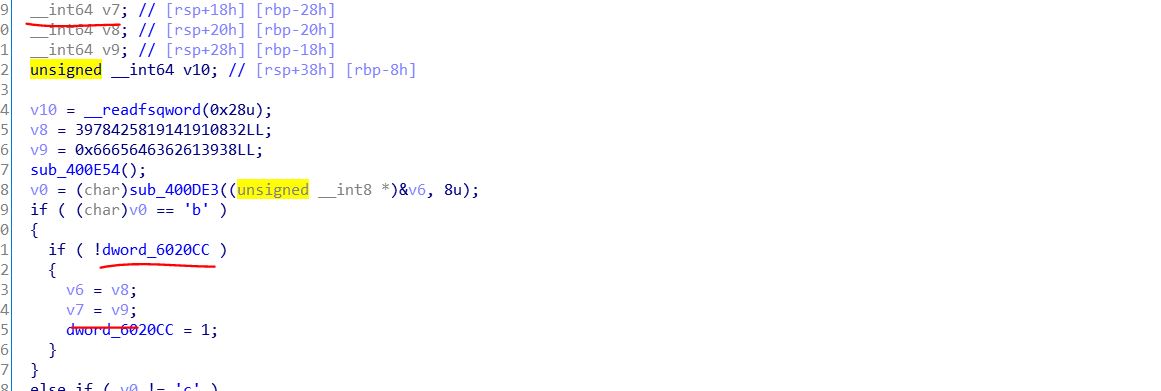 9 __int64 v7; // [rsp+18h] [rbp-28h]
0 __int64 v8; // [rsp+20h] [rbp-20h]
1 __int64 v9; // [rsp+28h] [rbp-18h]
2 unsigned __int64 v10; // [rsp+38h] [rbp-8h]
3
4 v10 = __readfsqword(0x28u);
5 v8 = 3978425819141910832LL;
6 v9 = 0x6665646362613938LL;
7 sub_400E54();
8 v0 = (char)sub_400DE3((unsigned __int8 *)&v6, 8u);
9 if ( (char)v0 == 'b' )
0 {
1 if ( !dword_6020CC )
2 {
3 v6 = v8;
4 v7 = v9;
5 dword_6020CC = 1;
6 }
7 }
8 else if ( v0 != 'c' )